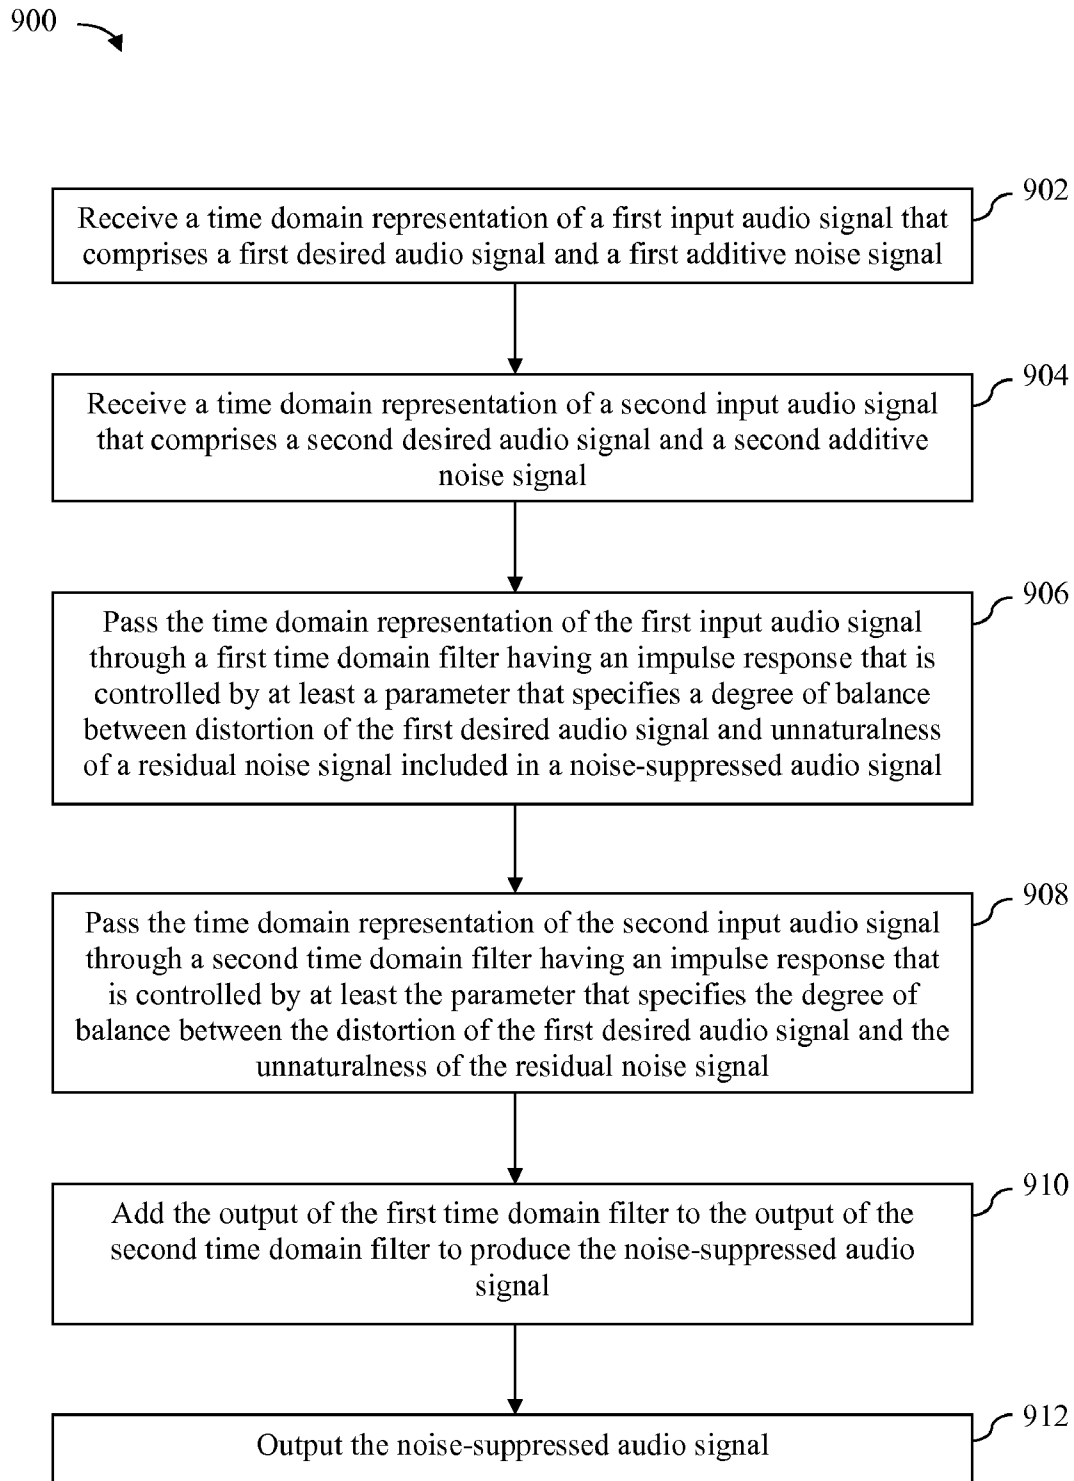 900
902
Receive a time domain representation of a first input audio signal that
comprises a first desired audio signal and a first additive noise signal
904
Receive a time domain representation of a second input audio signal
that comprises a second desired audio signal and a second additive
noise signal
906
Pass the time domain representation of the first input audio signal
through a first time domain filter having an impulse response that is
controlled by at least a parameter that specifies a degree of balance
between distortion of the first desired audio signal and unnaturalness
of a residual noise signal included in a noise-suppressed audio signal
908
Pass the time domain representation of the second input audio signal
through a second time domain filter having an impulse response that
is controlled by at least the parameter that specifies the degree of
balance between the distortion of the first desired audio signal and the
unnaturalness of the residual noise signal
910
Add the output of the first time domain filter to the output of the
second time domain filter to produce the noise-suppressed audio
signal
912
Output the noise-suppressed audio signal